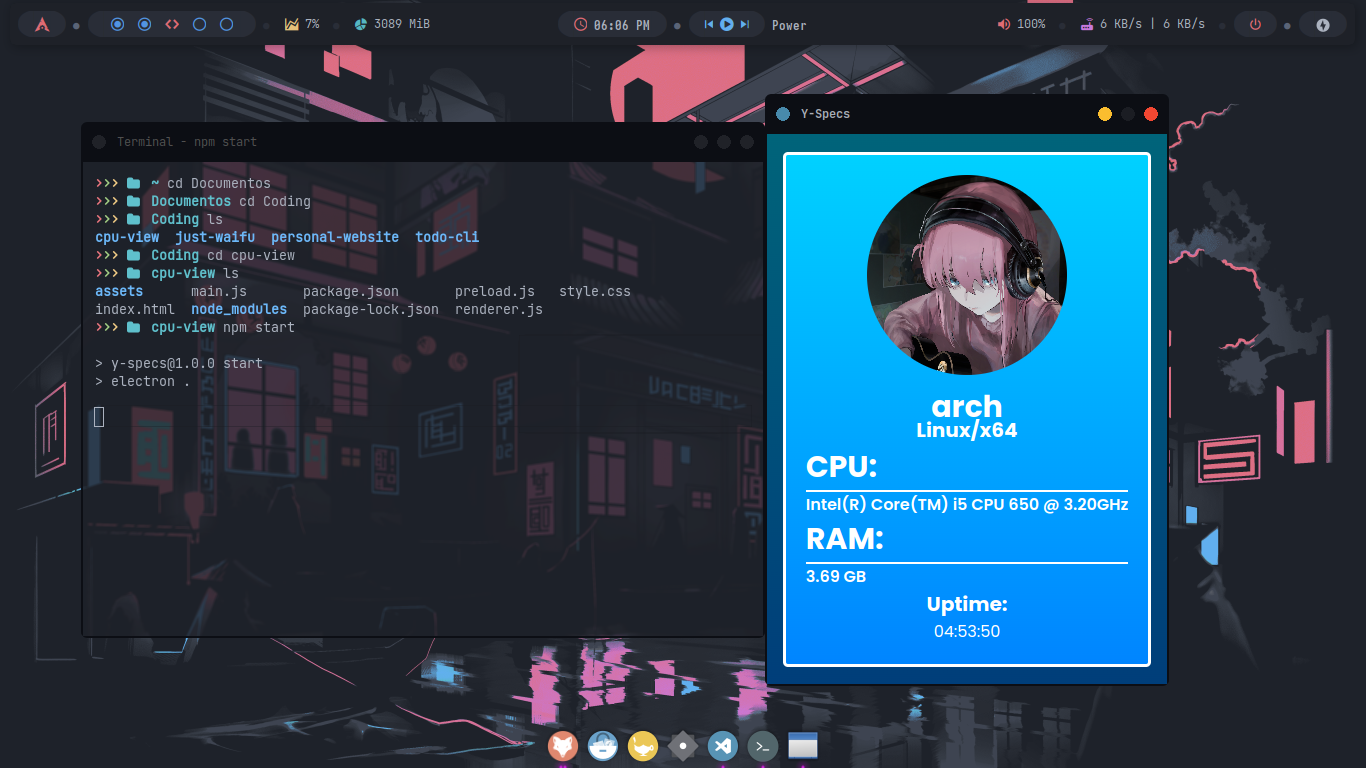 7%
3089 MiB
06:06 PM
Power
100%
6 KB/s | 6 KB/s
Terminal - npm start
>>> ~ cd Documentos
>>> Documentos cd Coding
>>> Coding ls
cpu-view just-waifu personal-website todo-cli
>>> Coding cd cpu-view
>>> cpu-view ls
assets main.js package.json preload.js style.css
index.html node_modules package-lock.json renderer.js
>>> cpu-view npm start
> y-specs@1.0.0 start
> electron .
Y-Specs
arch
Linux/x64
CPU:
Intel(R) Core(TM) i5 CPU 650 @ 3.20GHz
RAM:
3.69 GB
Uptime:
04:53:50